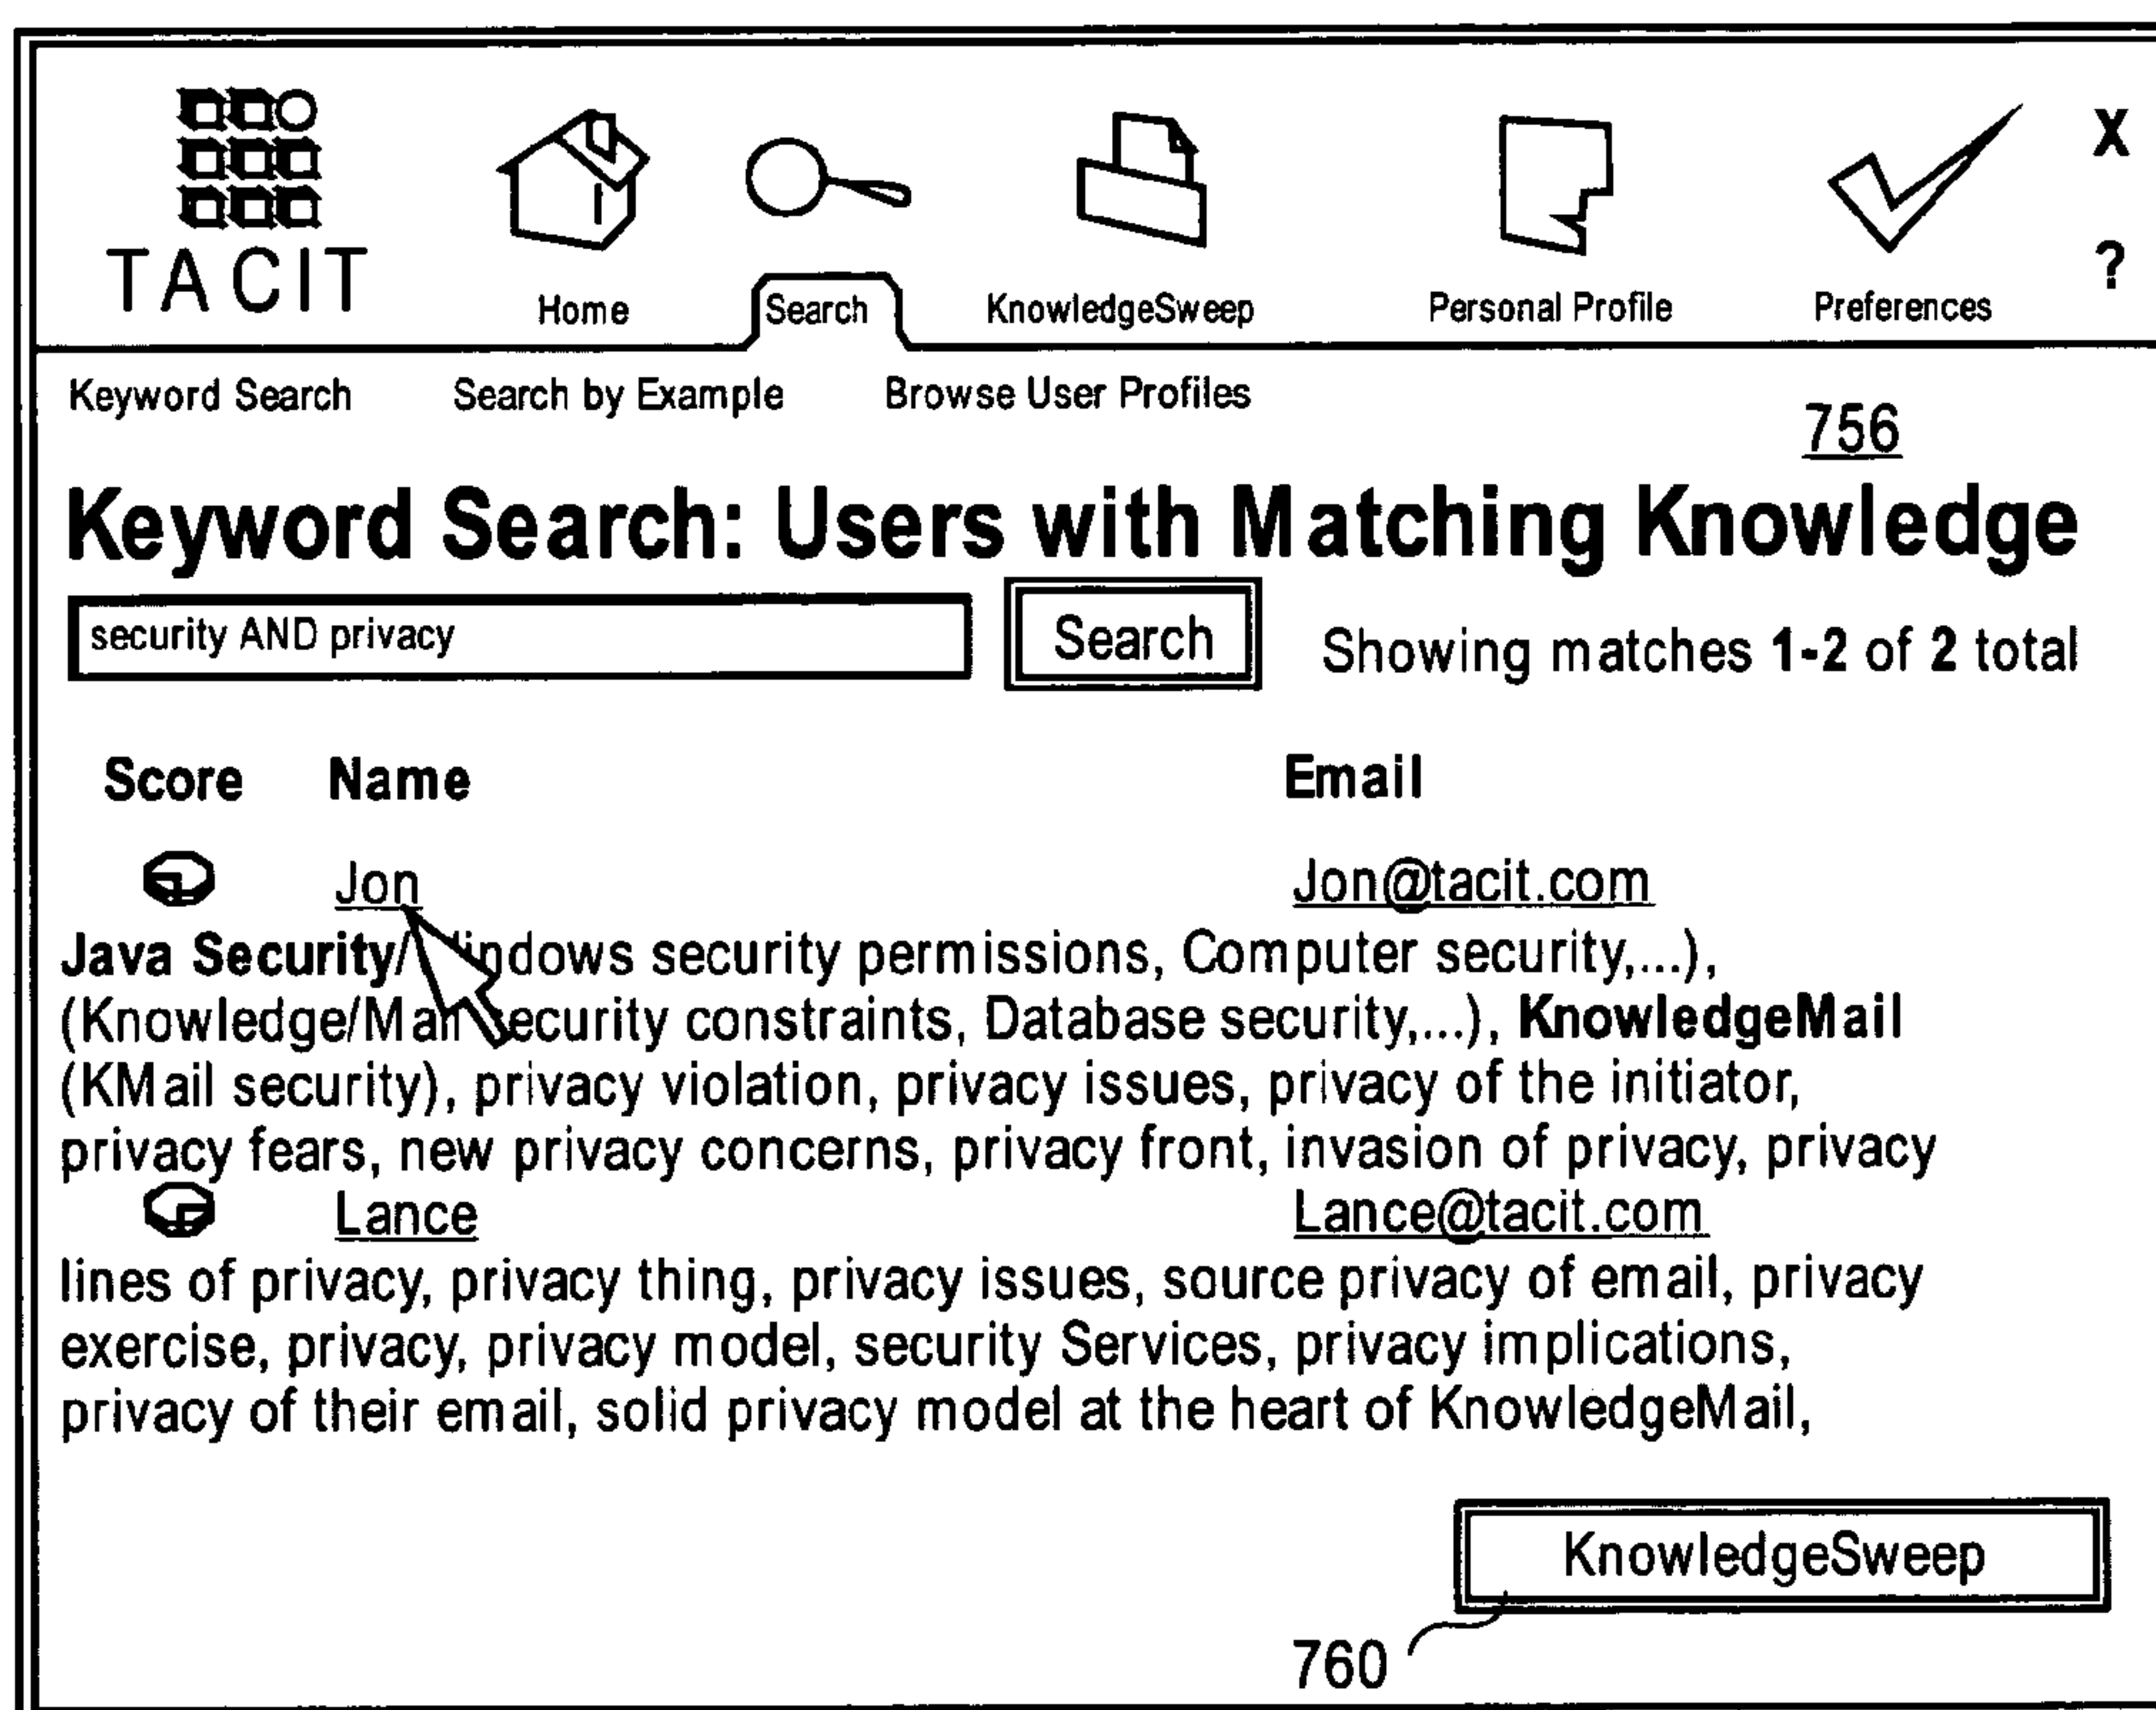 TACIT
Home Search KnowledgeSweep Personal Profile Preferences
X
?
Keyword Search Search by Example Browse User Profiles
756
Keyword Search: Users with Matching Knowledge
security AND privacy Search Showing matches 1-2 of 2 total
Score Name Email
Jon Jon@tacit.com
Java Security/ security permissions, Computer security,...),
(Knowledge/ constraints, Database security,...), KnowledgeMail
(KMail security), privacy violation, privacy issues, privacy of the initiator,
privacy fears, new privacy concerns, privacy front, invasion of privacy, privacy
Lance Lance@tacit.com
lines of privacy, privacy thing, privacy issues, source privacy of email, privacy
exercise, privacy, privacy model, security Services, privacy implications,
privacy of their email, solid privacy model at the heart of KnowledgeMail,
KnowledgeSweep
760